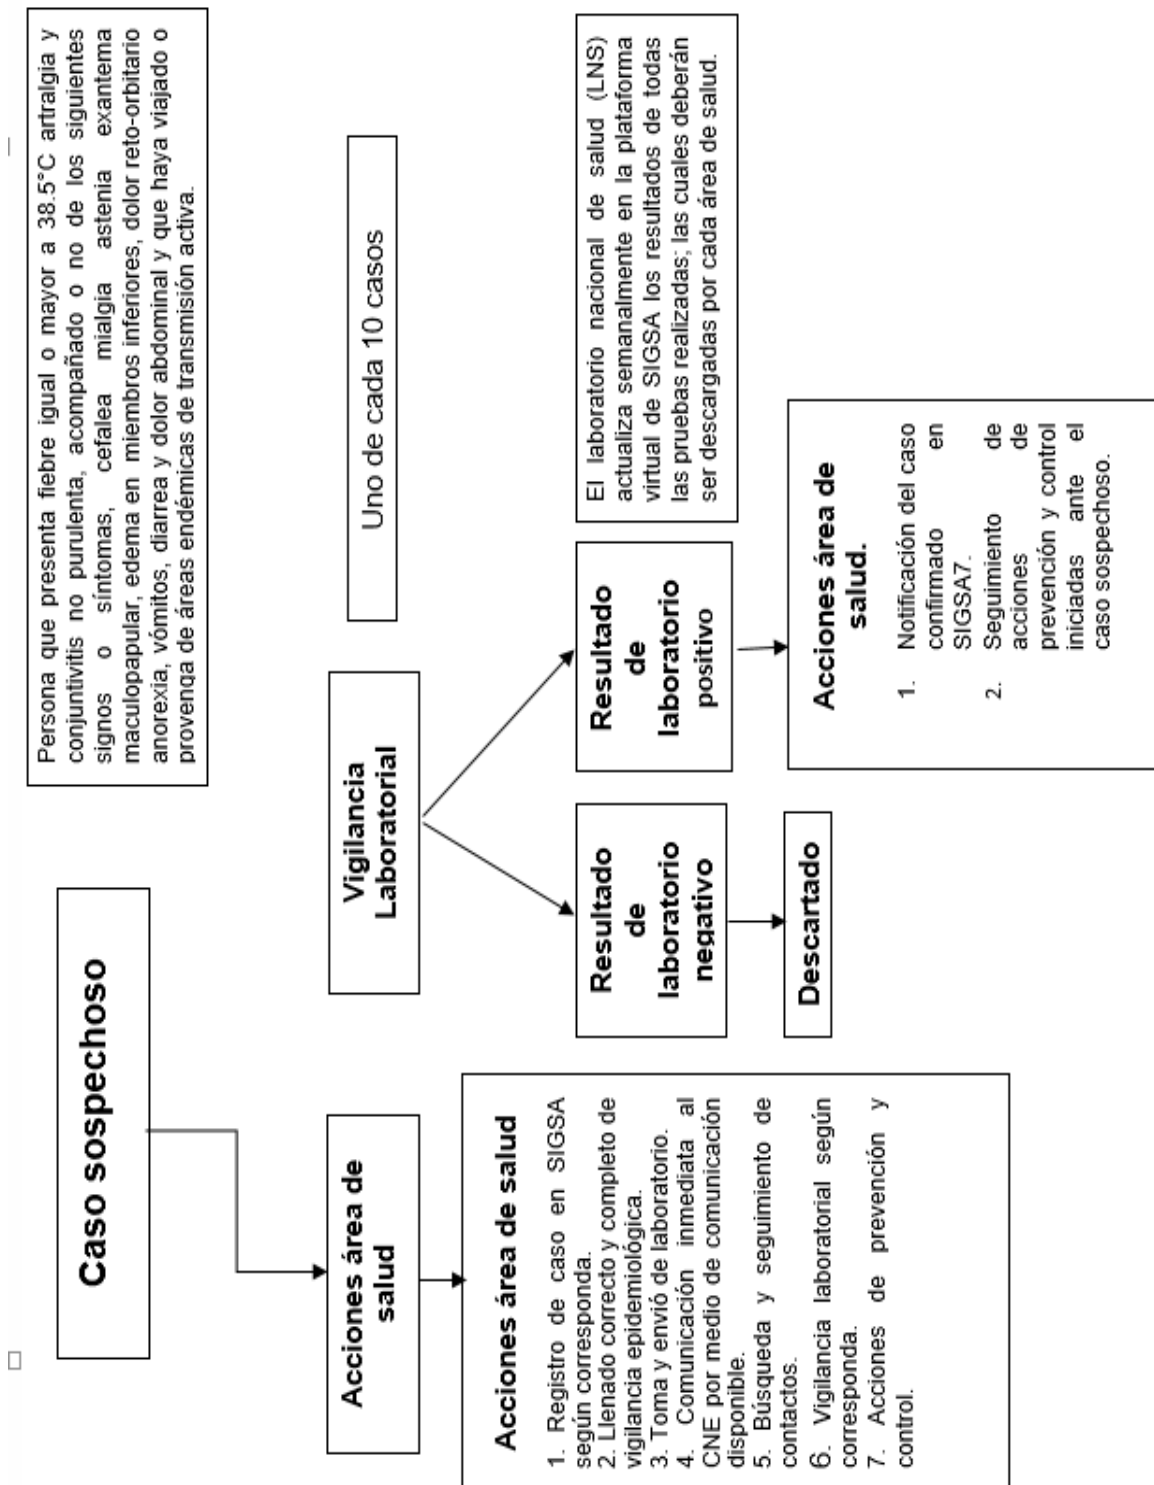 Caso sospechoso
Persona que presenta fiebre igual o mayor a 38.5°C artralgia y
conjuntivitis no purulenta, acompañado o no de los siguientes
signos o síntomas, cefalea mialgia astenia exantema
maculopapular, edema en miembros inferiores, dolor reto-orbitario
anorexia, vómitos, diarrea y dolor abdominal y que haya viajado o
provenga de áreas endémicas de transmisión activa.
Acciones área de
salud
Vigilancia
Laboratorial
Uno de cada 10 casos
Acciones área de salud
1. Registro de caso en SIGSA
según corresponda.
2. Llenado correcto y completo de
vigilancia epidemiológica.
3. Toma y envió de laboratorio.
4. Comunicación inmediata al
CNE por medio de comunicación
disponible.
5. Búsqueda y seguimiento de
contactos.
6. Vigilancia laboratorial según
corresponda.
7. Acciones de prevención y
control.
Resultado
de
laboratorio
negativo
Resultado
de
laboratorio
positivo
El laboratorio nacional de salud (LNS)
actualiza semanalmente en la plataforma
virtual de SIGSA los resultados de todas
las pruebas realizadas; las cuales deberán
ser descargadas por cada área de salud.
Descartado
Acciones área de
salud.
1. Notificación del caso
confirmado en
SIGSA7.
2. Seguimiento de
acciones de
prevención y control
iniciadas ante el
caso sospechoso.